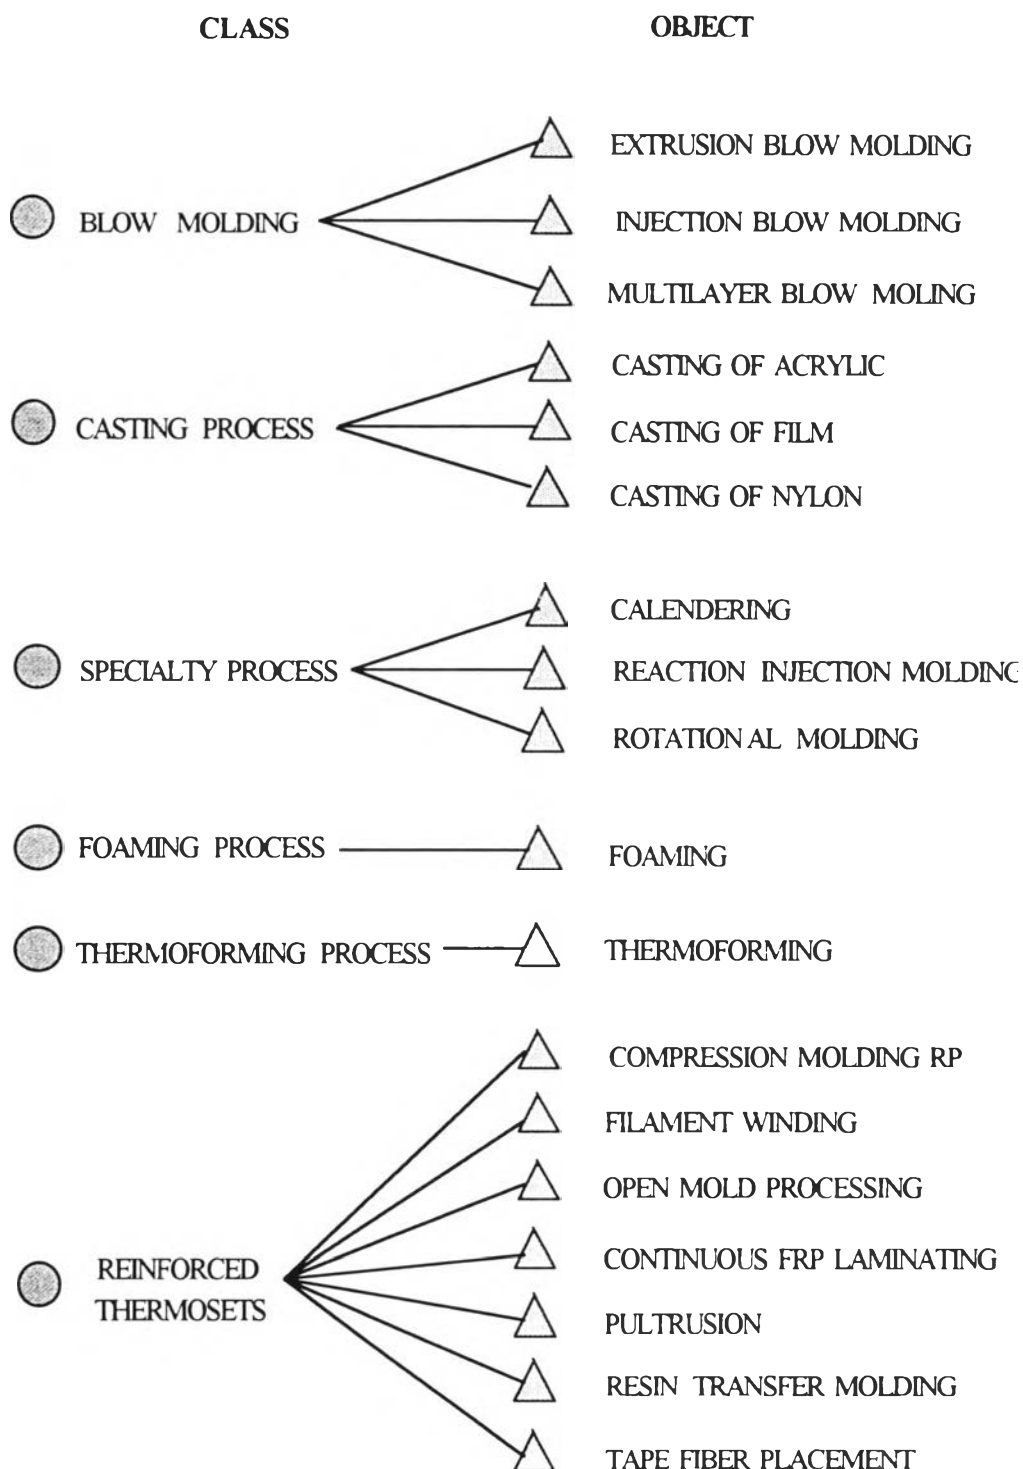 CLASS OBJECT
EXTRUSION BLOW MOLDING
BLOW MOLDING INJECTION BLOW MOLDING
MULTILAYER BLOW MOLING
CASTING OF ACRYLIC
CASTING PROCESS CASTING OF FILM
CASTING OF NYLON
CALENDERING
SPECIALTY PROCESS REACTION INJECTION MOLDING
ROTATIONAL MOLDING
FOAMING PROCESS FOAMING
THERMOFORMING PROCESS THERMOFORMING
COMPRESSION MOLDING RP
FILAMENT WINDING
OPEN MOLD PROCESSING
REINFORCED CONTINUOUS FRP LAMINATING
THERMOSETS
PULTRUSION
RESIN TRANSFER MOLDING
TAPE FIBER PLACEMENT